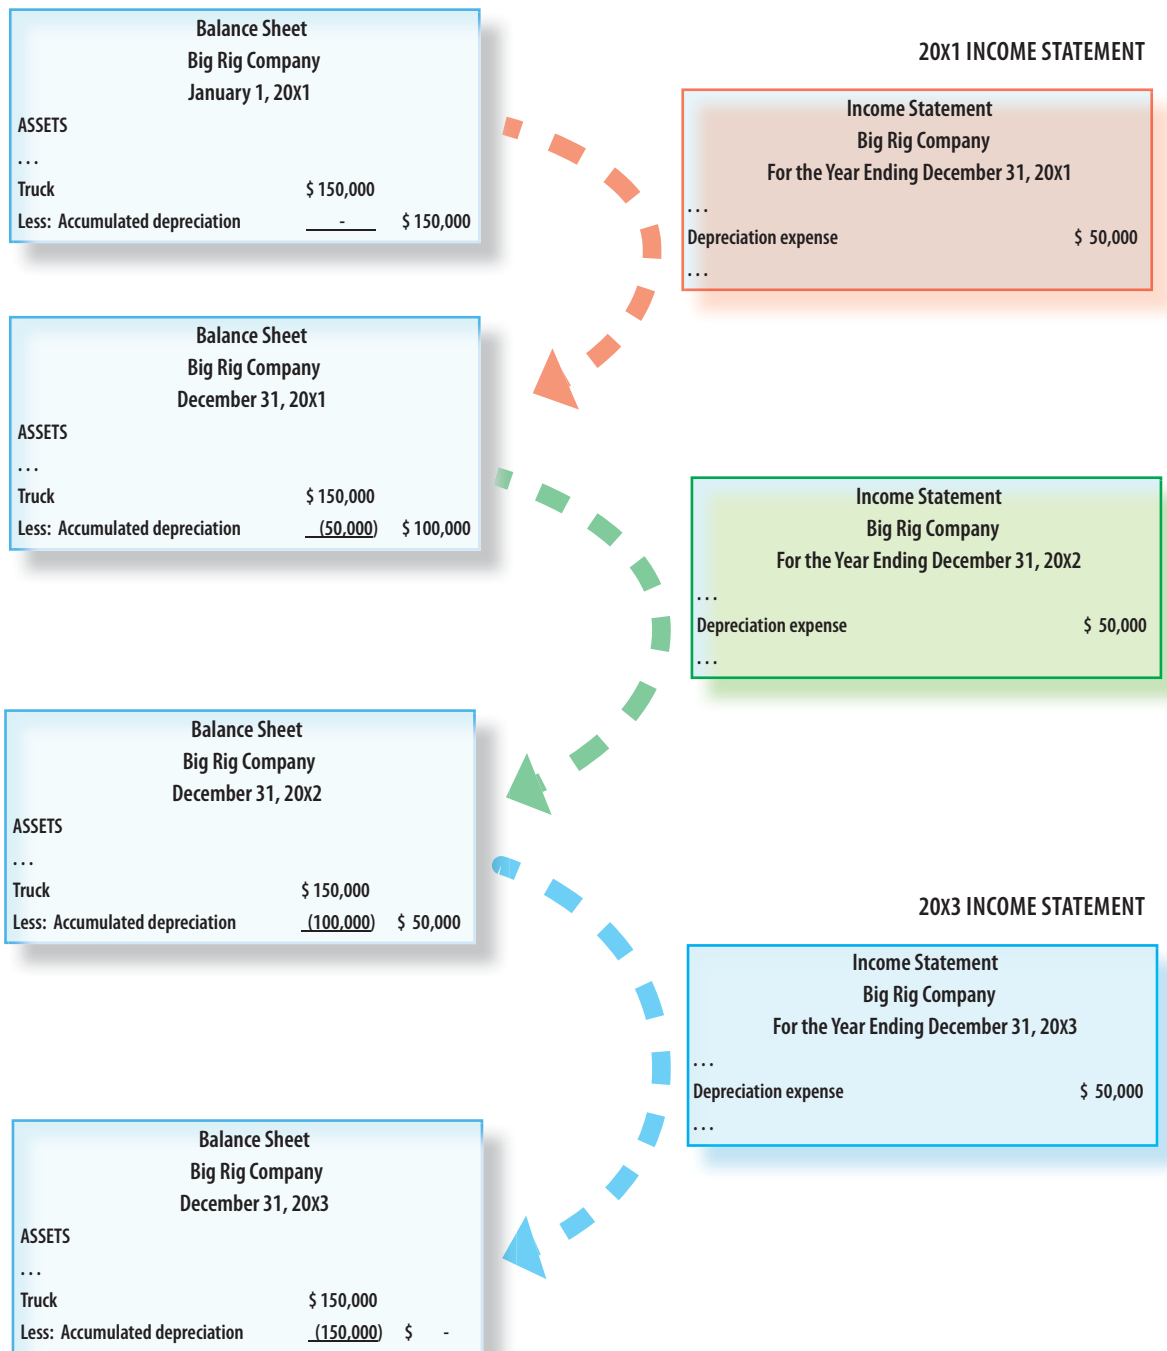 Balance Sheet
Big Rig Company
January 1, 20X1
ASSETS
. . .
Truck $ 150,000
Less: Accumulated depreciation - $ 150,000
20X1 INCOME STATEMENT
Income Statement
Big Rig Company
For the Year Ending December 31, 20X1
. . .
Depreciation expense $ 50,000
. . .
Balance Sheet
Big Rig Company
December 31, 20X1
ASSETS
. . .
Truck $ 150,000
Less: Accumulated depreciation (50,000) $ 100,000
Income Statement
Big Rig Company
For the Year Ending December 31, 20X2
. . .
Depreciation expense $ 50,000
. . .
Balance Sheet
Big Rig Company
December 31, 20X2
ASSETS
. . .
Truck $ 150,000
Less: Accumulated depreciation (100,000) $ 50,000
20X3 INCOME STATEMENT
Income Statement
Big Rig Company
For the Year Ending December 31, 20X3
. . .
Depreciation expense $ 50,000
. . .
Balance Sheet
Big Rig Company
December 31, 20X3
ASSETS
. . .
Truck $ 150,000
Less: Accumulated depreciation (150,000) $ -